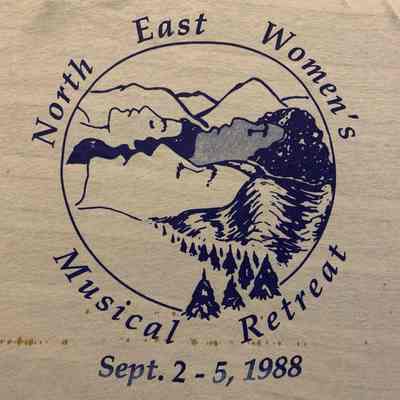 North East Women's
Musical Retreat
Sept. 2 - 5, 1988